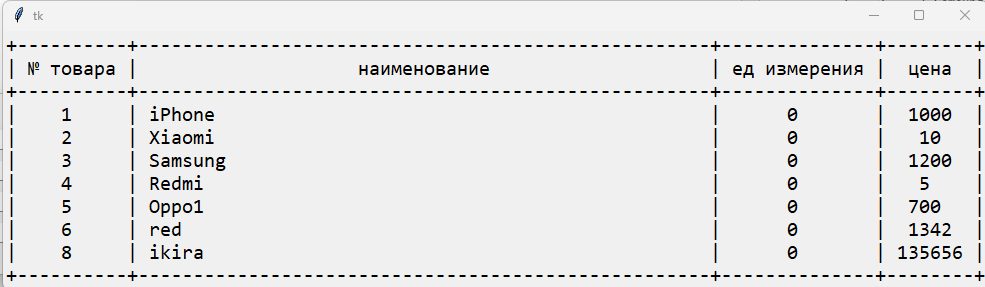 tk
+----------+----------------------------------------------------+--------------+--------+
| № товара |                    наименование                    | ед измерения |  цена  |
+----------+----------------------------------------------------+--------------+--------+
|    1     | iPhone                                             |      0       |  1000  |
|    2     | Xiaomi                                             |      0       |   10   |
|    3     | Samsung                                            |      0       |  1200  |
|    4     | Redmi                                              |      0       |   5    |
|    5     | Oppo1                                              |      0       |  700   |
|    6     | red                                                |      0       |  1342  |
|    8     | ikira                                              |      0       | 135656 |
+----------+----------------------------------------------------+--------------+--------+